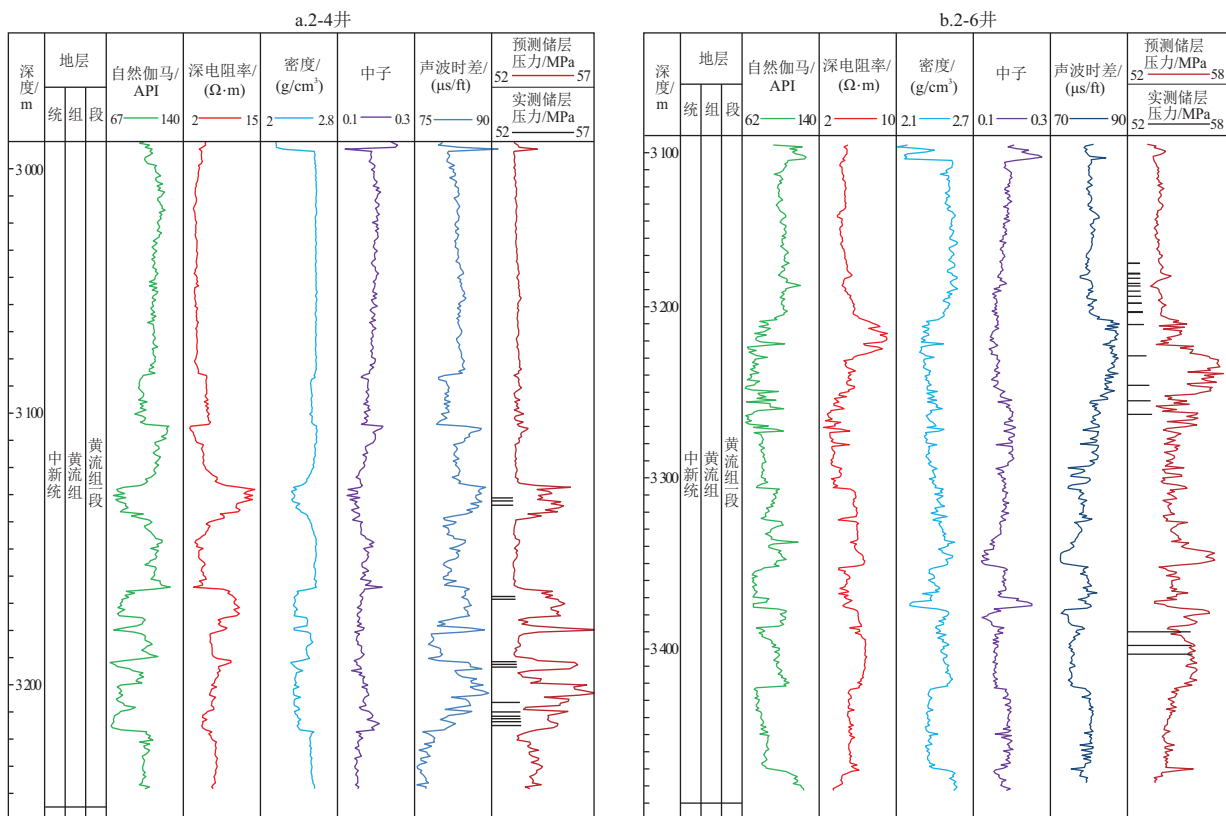 a.2-4井
深度/m
地层
统
组
段
自然伽马/API
67
140
深电阻率/(Ω·m)
2
15
密度/(g/cm³)
2
2.8
中子
0.1
0.3
声波时差/(μs/ft)
75
90
预测储层压力/MPa
52
57
实测储层压力/MPa
52
57
3 000
3 100
3 200
中新统
黄流组
黄流组一段
b.2-6井
深度/m
地层
统
组
段
自然伽马/API
62
140
深电阻率/(Ω·m)
2
10
密度/(g/cm³)
2.1
2.7
中子
0.1
0.3
声波时差/(μs/ft)
70
90
预测储层压力/MPa
52
58
实测储层压力/MPa
52
58
3 100
3 200
3 300
3 400
中新统
黄流组
黄流组一段